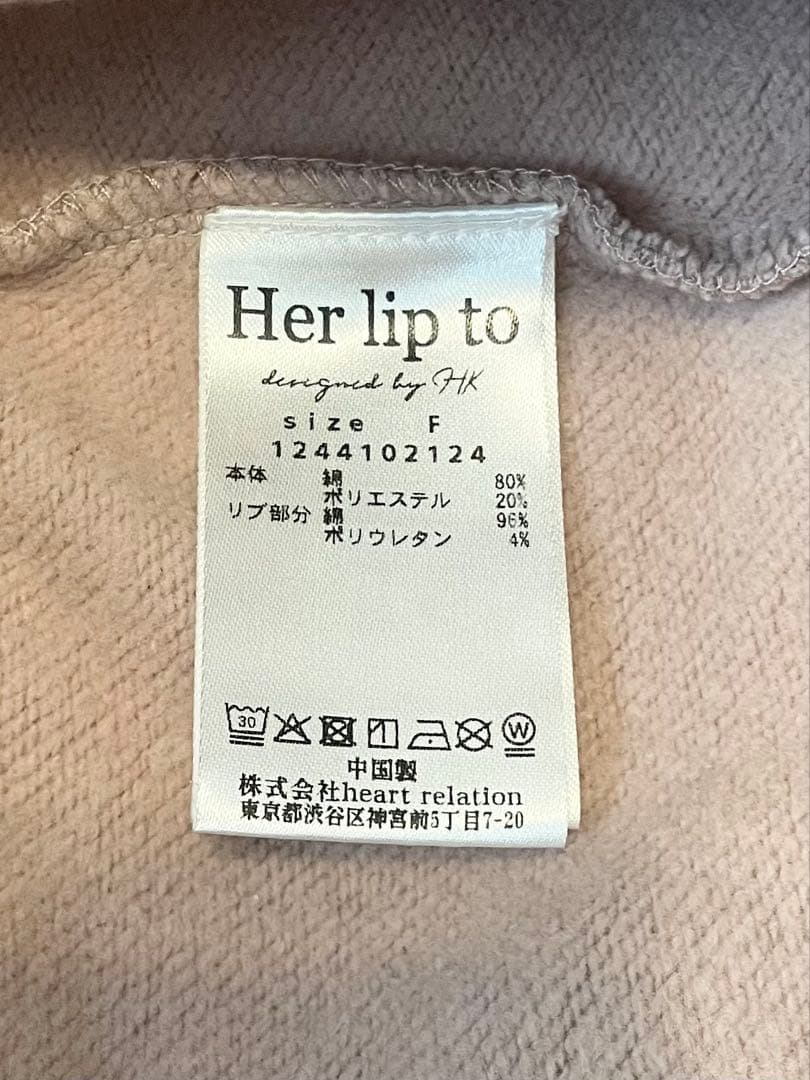 Her lip to
designed by HK
size F
1244102124
本体 綿 80%
ポリエステル 20%
リブ部分 綿 96%
ポリウレタン 4%
30
W
中国製
株式会社heart relation
東京都渋谷区神宮前5丁目7-20